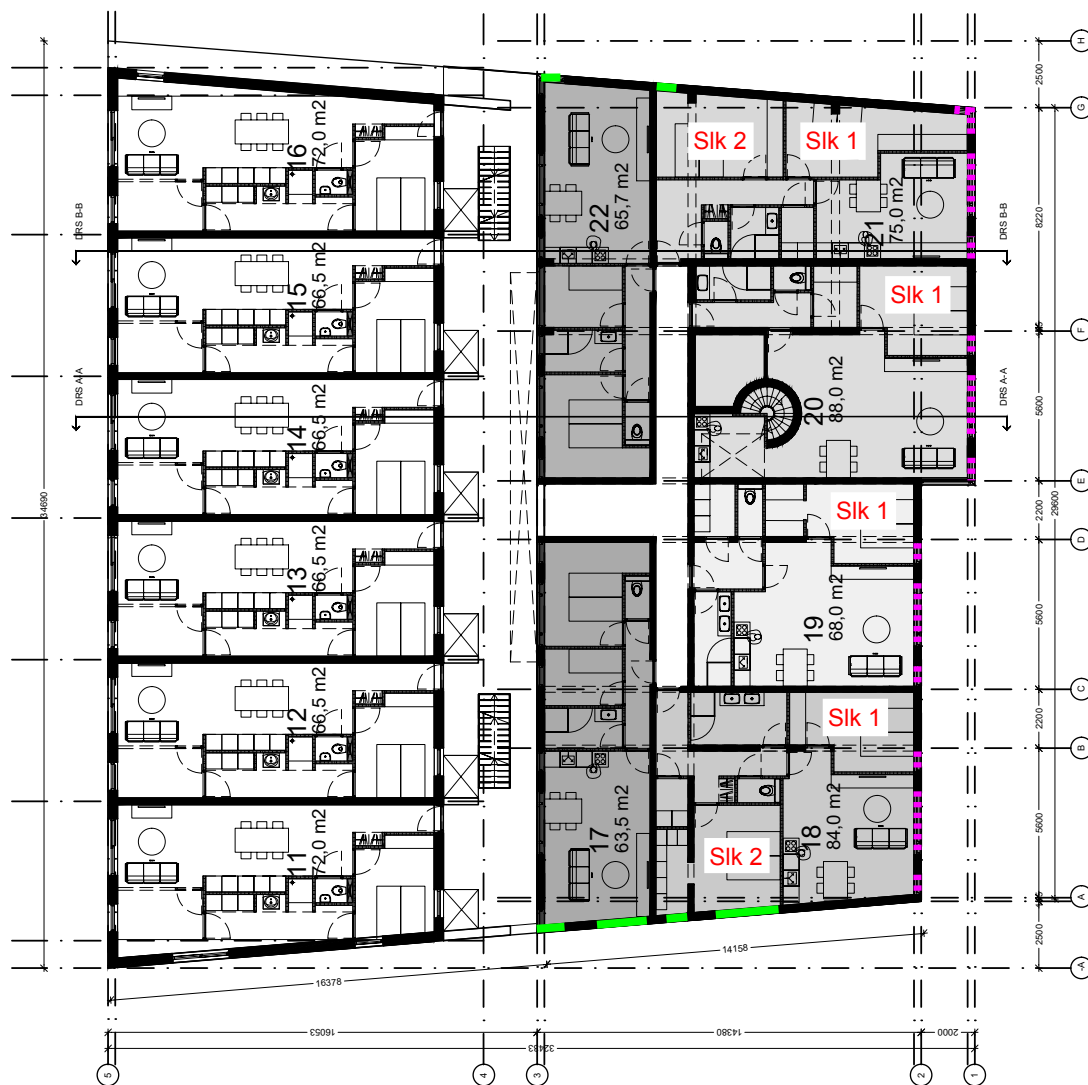 H
2500
G
Slk 2
Slk 1
16
72,0 m2
22
65,7 m2
21
75,0 m2
8220
DRS B-B
DRS B-B
Slk 1
15
66,5 m2
F
34690
DRS A-A
DRS A-A
14
66,5 m2
20
88,0 m2
5600
E
Slk 1
2200
29600
D
13
66,5 m2
19
68,0 m2
5600
C
12
66,5 m2
Slk 1
2200
B
11
72,0 m2
17
63,5 m2
18
84,0 m2
Slk 2
5600
A
2500
-A
14158
16378
16053
14380
2000
32483
5
4
3
2
1